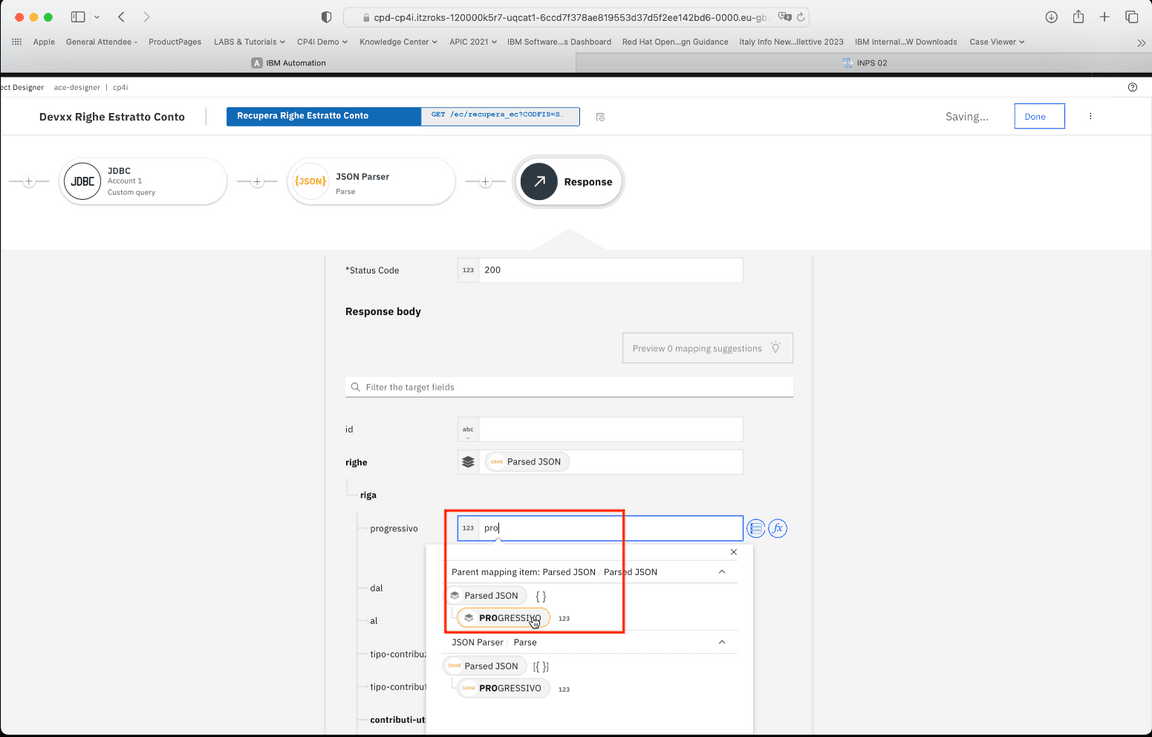 cpd-cp4i.itzroks-120000k5r7-uqcat1-6ccd7f378ae819553d37d5f2ee142bd6-0000.eu-gb.
Apple General Attendee - ProductPages LABS & Tutorials CP4I Demo Knowledge Center APIC 2021 IBM Software...s Dashboard Red Hat Open...gn Guidance Italy Info New...llettive 2023 IBM Internal...W Downloads Case Viewer
A IBM Automation INPS 02
ect Designer ace-designer | cp4i
Devxx Righe Estratto Conto Recupera Righe Estratto Conto GET /ec/recupera_ec?CODFIS=S.. Saving... Done
JDBC JDBC
Account 1
Custom query
{JSON} JSON Parser
Parse
Response
*Status Code 123 200
Response body
Preview 0 mapping suggestions
Filter the target fields
id abc
righe {JSON} Parsed JSON
riga
progressivo 123 pro fx
Parent mapping item: Parsed JSON / Parsed JSON
dal Parsed JSON { }
PROGRESSIVO 123
al
JSON Parser / Parse
tipo-contribu
Parsed JSON [{ }]
tipo-contribut {JSON} PROGRESSIVO 123
contributi-ut